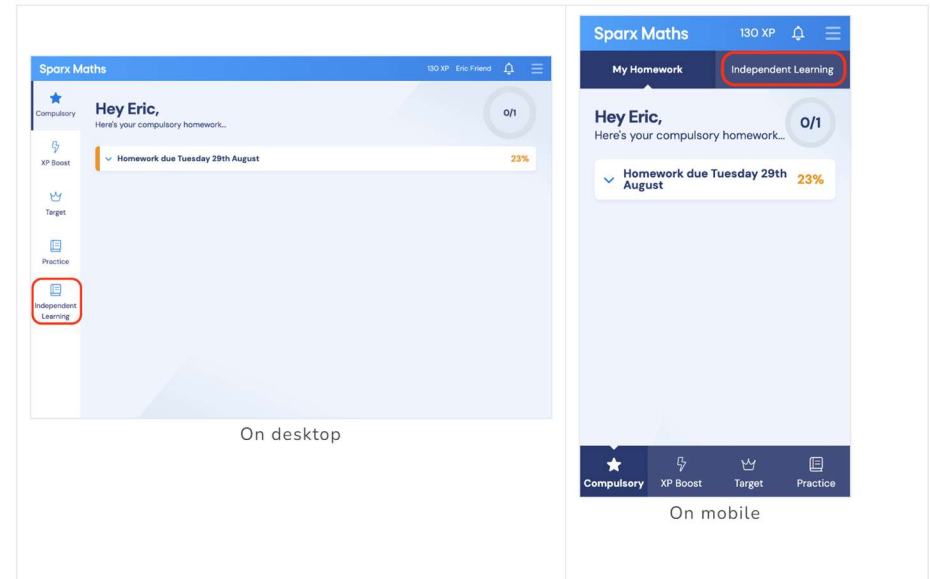 Sparx Maths
130 XP Eric Friend
Compulsory
XP Boost
Target
Practice
Independent
Learning
Hey Eric,
Here's your compulsory homework...
0/1
Homework due Tuesday 29th August
23%
On desktop
Sparx Maths
130 XP
My Homework
Independent Learning
Hey Eric,
Here's your compulsory homework...
0/1
Homework due Tuesday 29th
August
23%
Compulsory
XP Boost
Target
Practice
On mobile